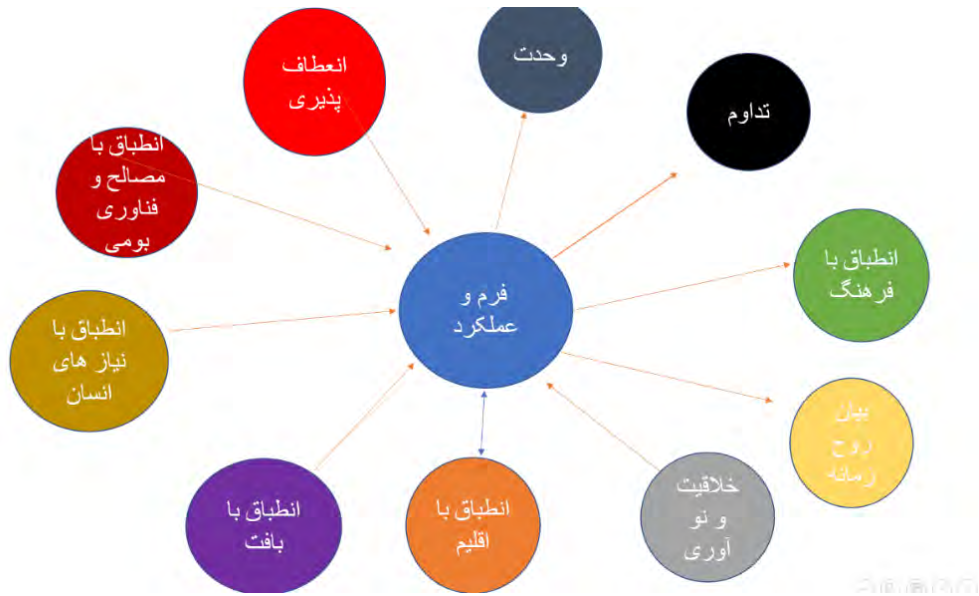 وحدت
انعطاف
پذیری
تداوم
انطباق با
مصالح و
فناوری
بومی
انطباق با
فرهنگ
فرم و
عملکرد
انطباق با
نیاز های
انسان
بیان
روح
زمانه
خلاقیت
و نو
آوری
انطباق با
اقلیم
انطباق با
بافت